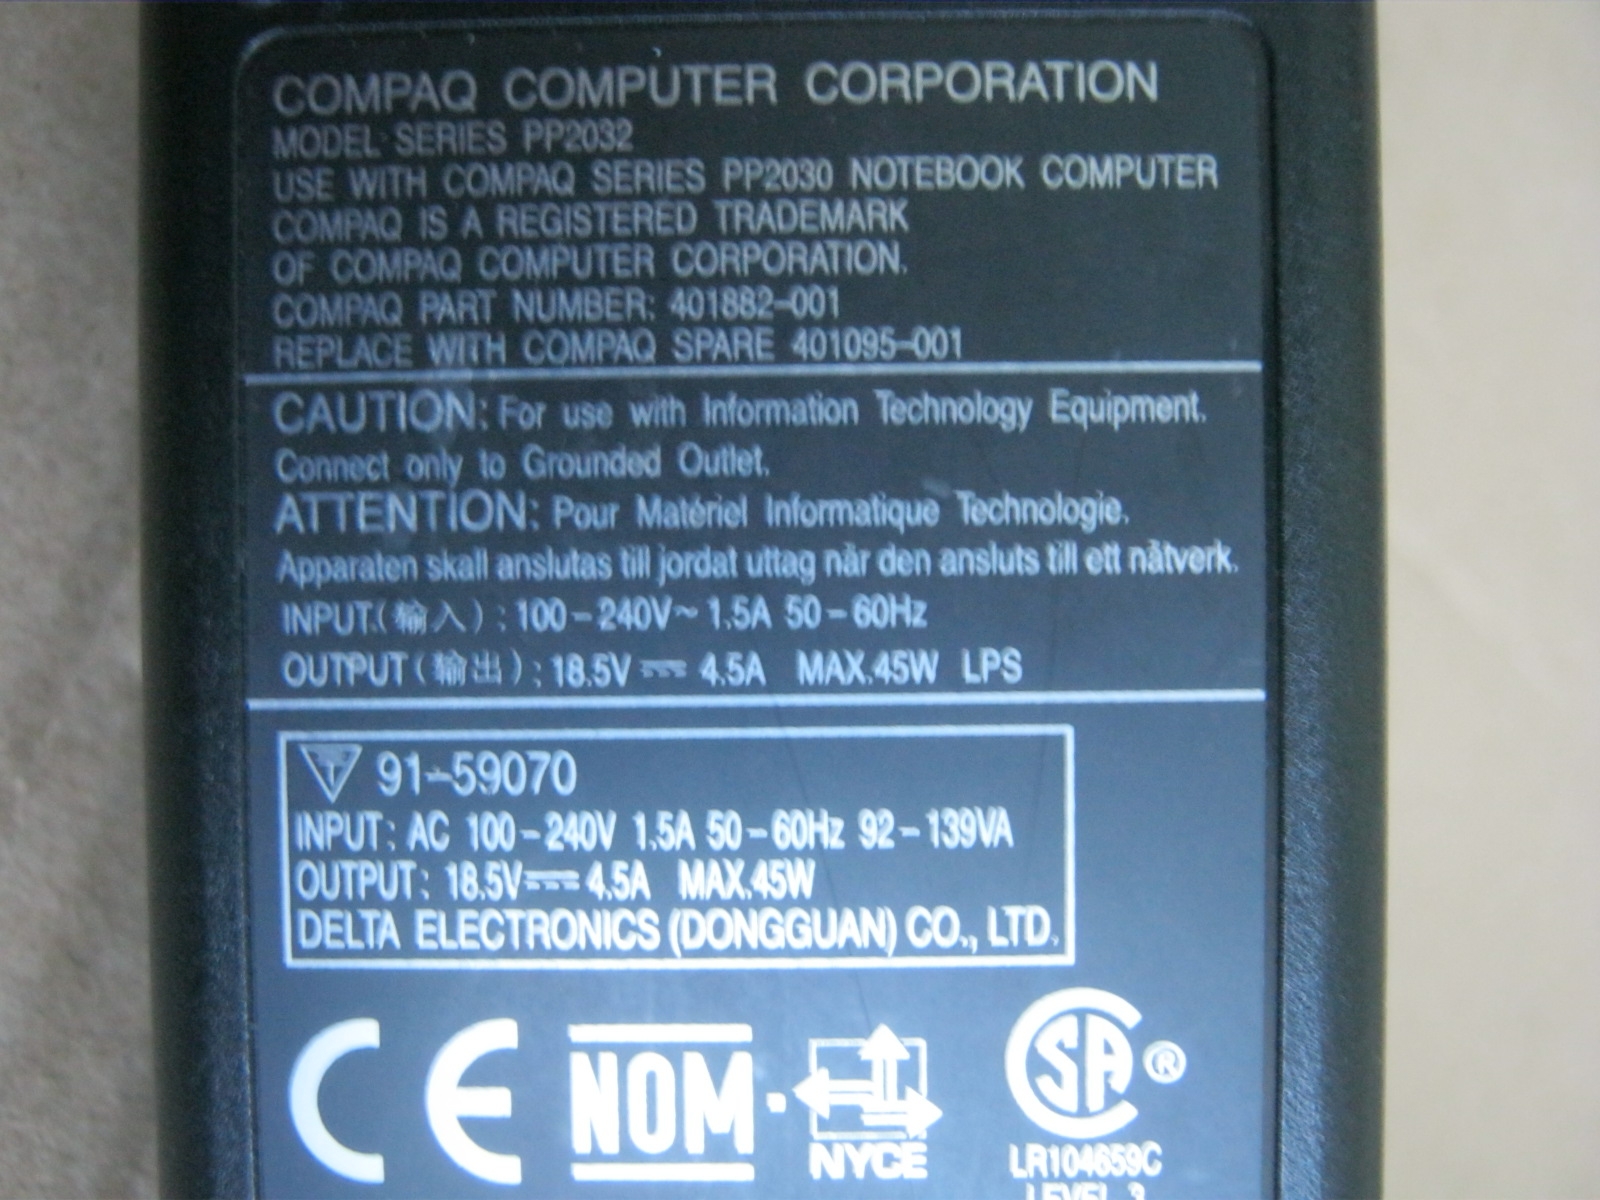 COMPAQ COMPUTER CORPORATION
MODEL SERIES PP2032
USE WITH COMPAQ SERIES PP2030 NOTEBOOK COMPUTER
COMPAQ IS A REGISTERED TRADEMARK
OF COMPAQ COMPUTER CORPORATION.
COMPAQ PART NUMBER: 401882-001
REPLACE WITH COMPAQ SPARE 401095-001
CAUTION: For use with Information Technology Equipment.
Connect only to Grounded Outlet.
ATTENTION: Pour Matériel Informatique Technologie.
Apparaten skall anslutas till jordat uttag når den ansluts till ett nåtverk.
INPUT(输入): 100-240V~ 1.5A 50-60Hz
OUTPUT(输出): 18.5V⎓ 4.5A MAX.45W LPS
T 91-59070
INPUT: AC 100-240V 1.5A 50-60Hz 92-139VA
OUTPUT: 18.5V⎓ 4.5A MAX.45W
DELTA ELECTRONICS (DONGGUAN) CO., LTD.
CE NOM-NYCE SA®
LR104659C
LEVEL 3